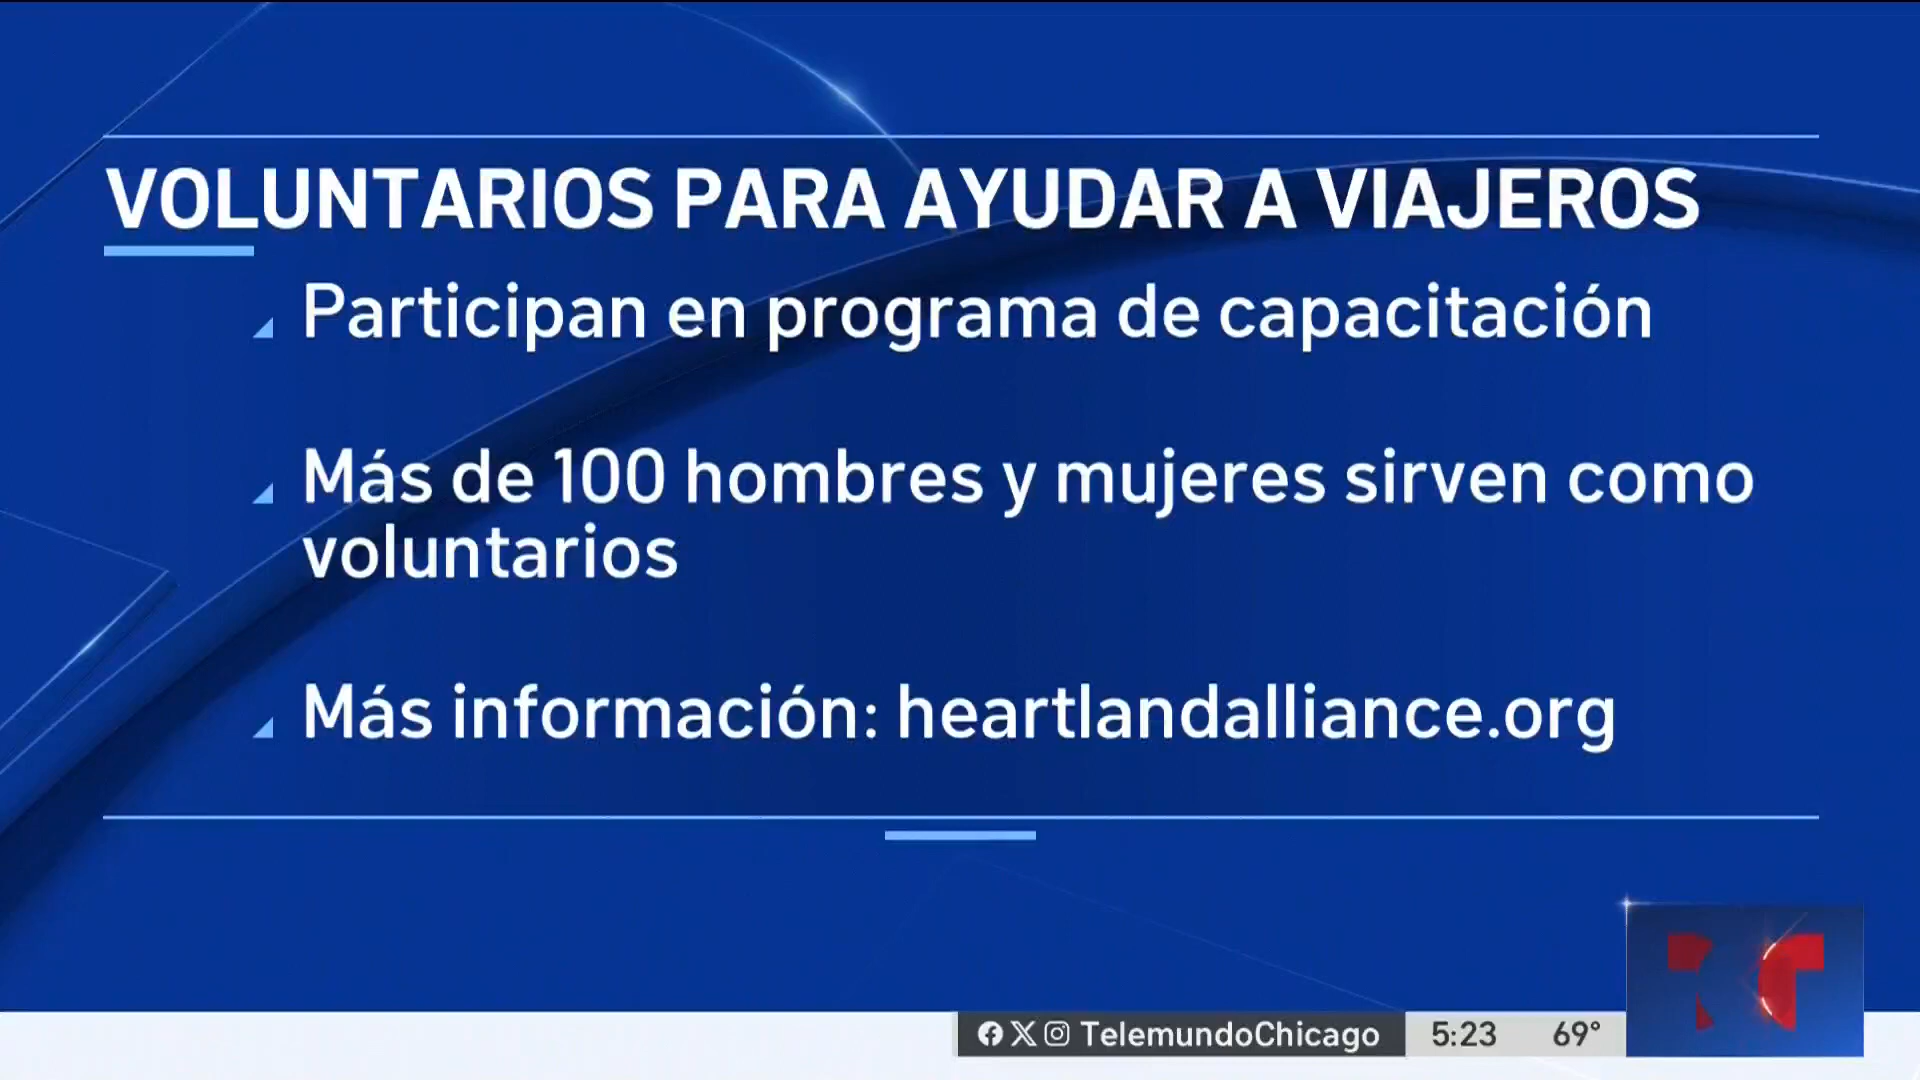 VOLUNTARIOS PARA AYUDAR A VIAJEROS
Participan en programa de capacitación
Más de 100 hombres y mujeres sirven como
voluntarios
Más información: heartlandalliance.org
TelemundoChicago 5:23 69°